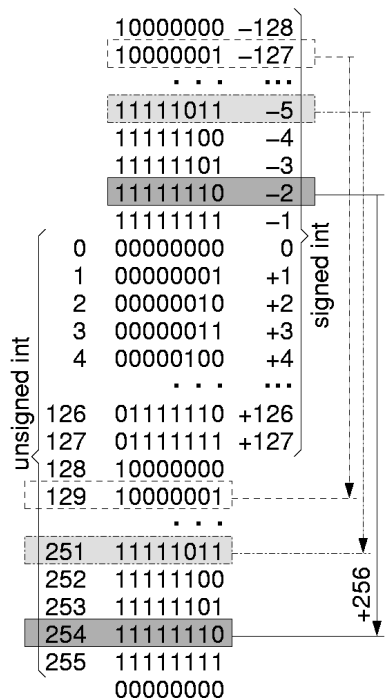 10000000 −128
10000001 −127
. . . ...
11111011 −5
11111100 −4
11111101 −3
11111110 −2
11111111 −1
0 00000000 0
1 00000001 +1
2 00000010 +2
3 00000011 +3
4 00000100 +4
. . . ...
126 01111110 +126
127 01111111 +127
128 10000000
129 10000001
. . .
251 11111011
252 11111100
253 11111101
254 11111110
255 11111111
00000000
unsigned int
signed int
+256